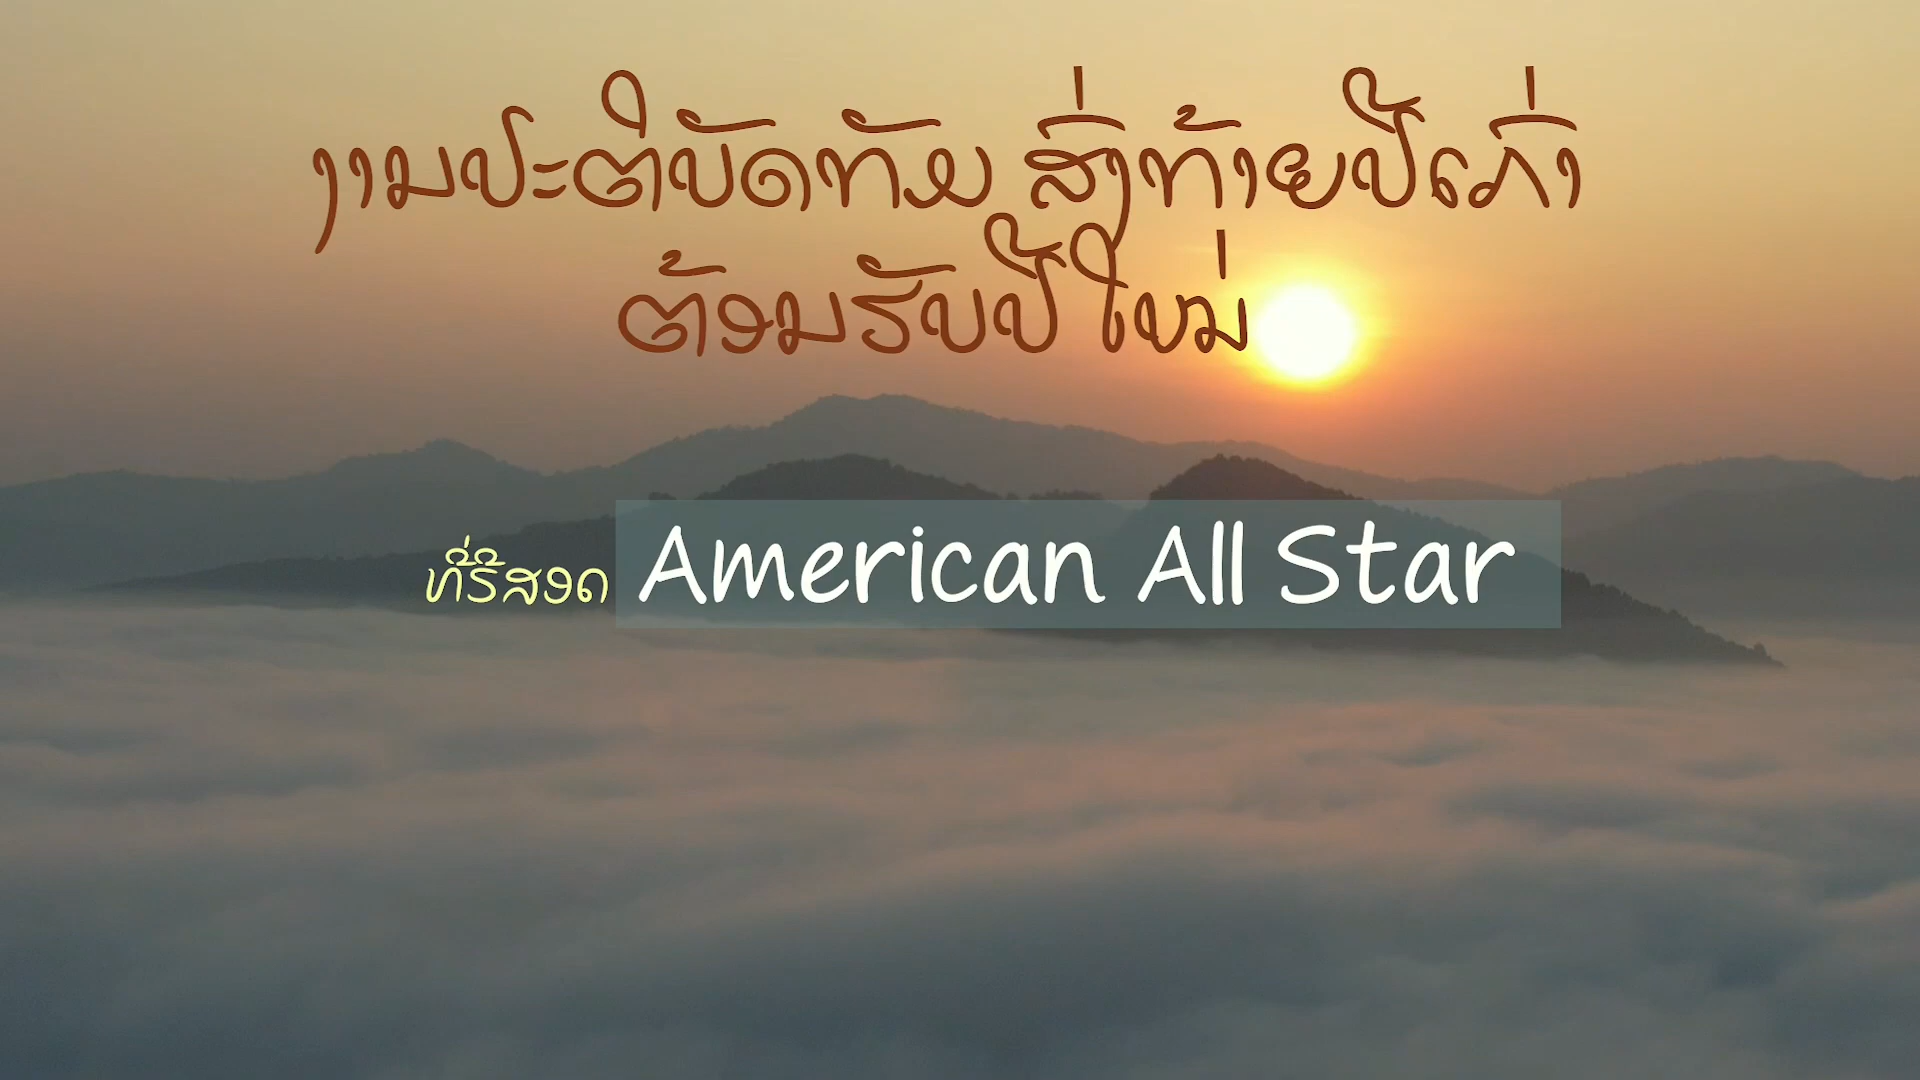 ງານປະຕິບັດທັມ ສົ່ງທ້າຍປີເກົ່າ
ຕ້ອນຮັບປີໃໝ່
ທີ່ຣີສອດ American All Star